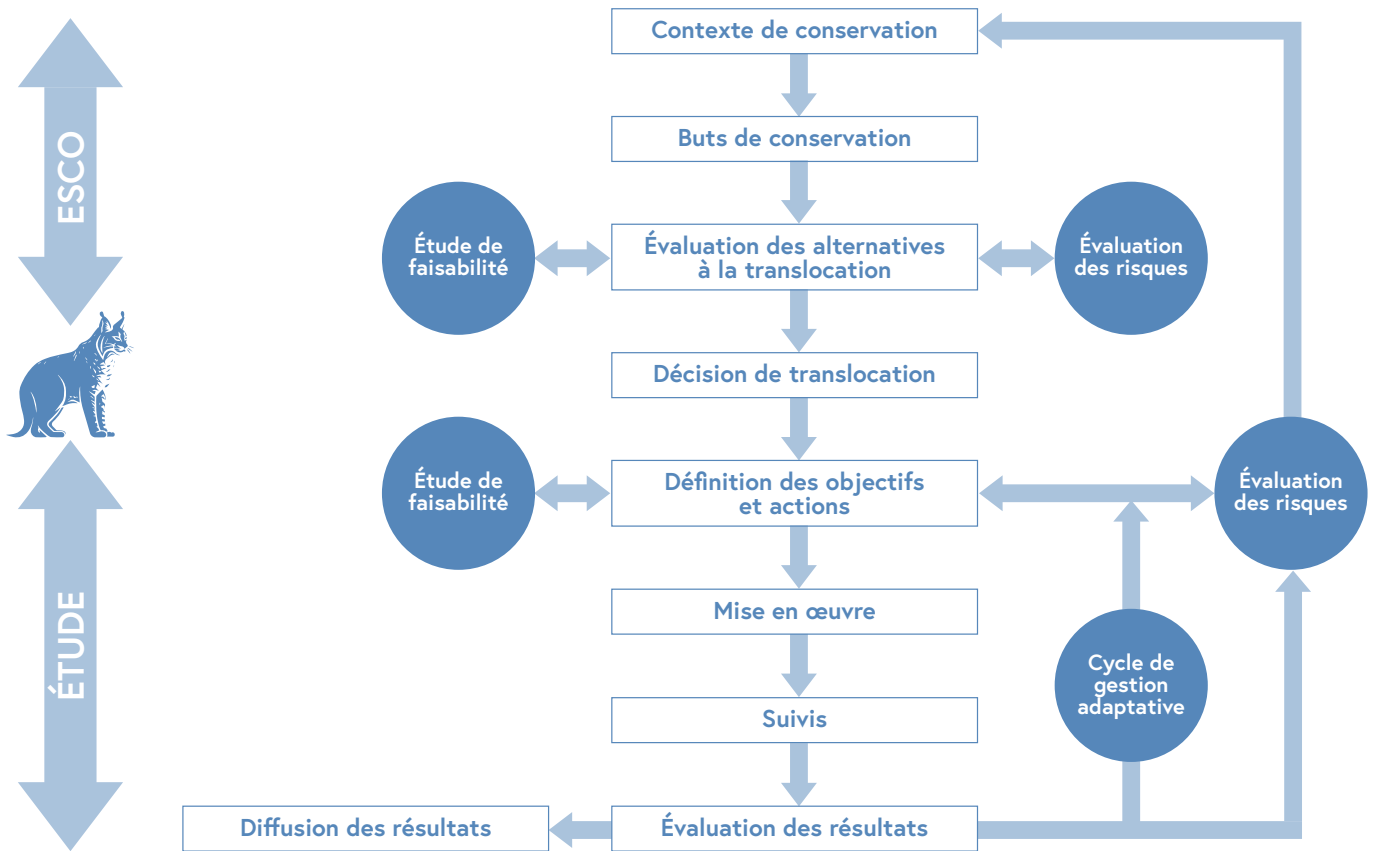 Contexte de conservation
Buts de conservation
ESCO
Étude de
faisabilité
Évaluation des alternatives
à la translocation
Évaluation
des risques
Décision de translocation
Étude de
faisabilité
Définition des objectifs
et actions
Évaluation
des risques
ÉTUDE
Mise en œuvre
Cycle de
gestion
adaptative
Suivis
Diffusion des résultats
Évaluation des résultats